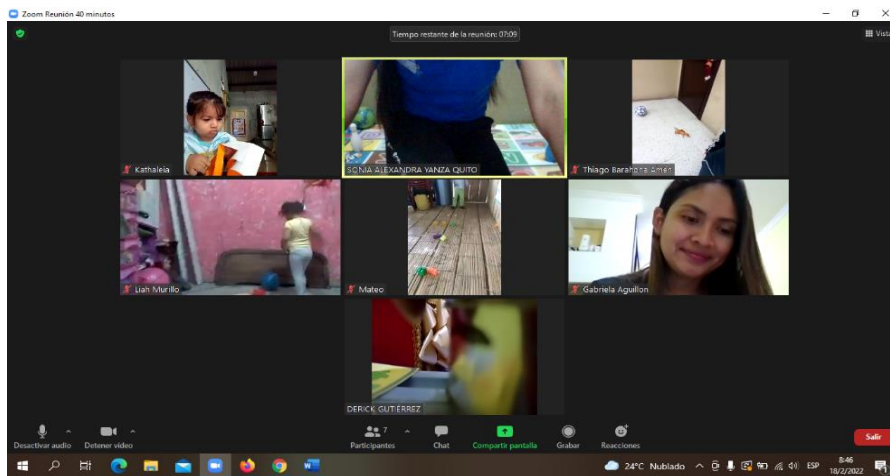 Zoom Reunión 40 minutos
Tiempo restante de la reunión: 07:09
Vista
Kathaleia
SONIA ALEXANDRA YANZA QUITO
Thiago Barahona Amen
Liah Murillo
Mateo
Gabriela Aguillon
DERICK GUTIÉRREZ
Desactivar audio
Detener video
Participantes
7
Chat
Compartir pantalla
Grabar
Reacciones
Salir
24°C Nublado
ESP
8:46
18/2/2022